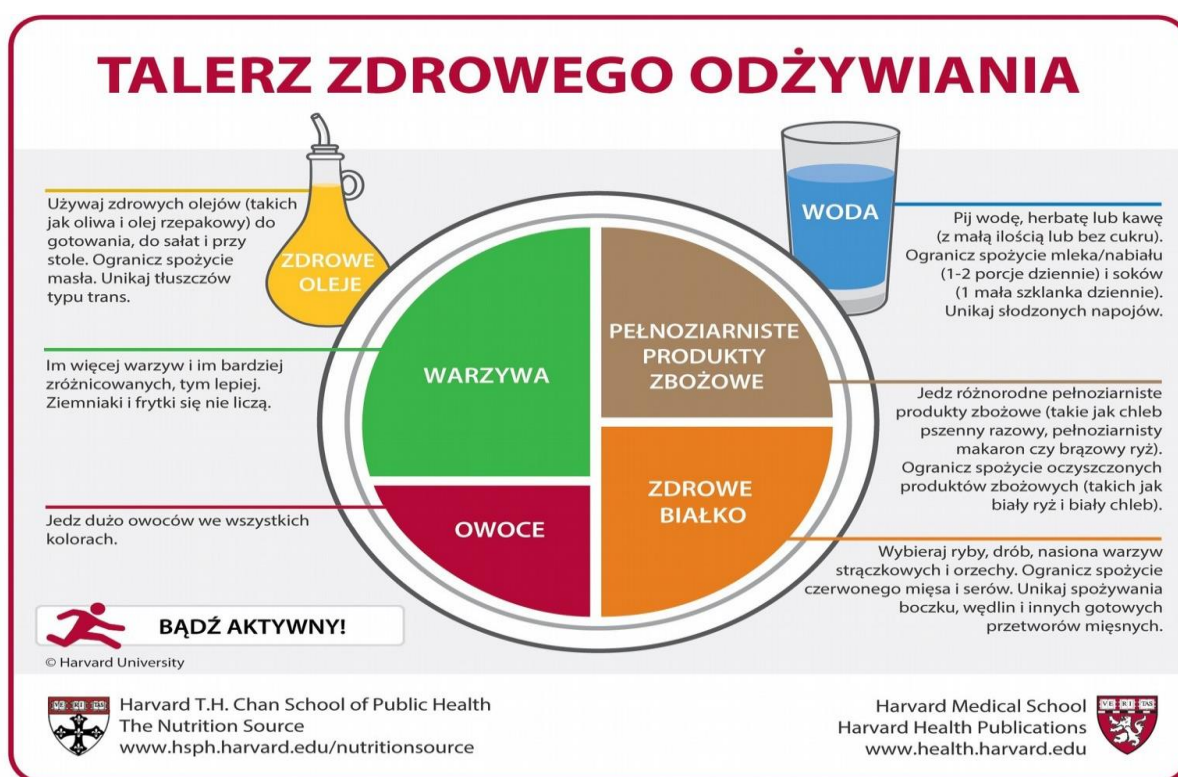 TALERZ ZDROWEGO ODŻYWIANIA
Używaj zdrowych olejów (takich
jak oliwa i olej rzepakowy) do
gotowania, do sałat i przy
stole. Ogranicz spożycie
masła. Unikaj tłuszczów
typu trans.
ZDROWE
OLEJE
WODA
Pij wodę, herbatę lub kawę
(z małą ilością lub bez cukru).
Ogranicz spożycie mleka/nabiału
(1-2 porcje dziennie) i soków
(1 mała szklanka dziennie).
Unikaj słodzonych napojów.
Im więcej warzyw i im bardziej
zróżnicowanych, tym lepiej.
Ziemniaki i frytki się nie liczą.
WARZYWA
PEŁNOZIARNISTE
PRODUKTY
ZBOŻOWE
Jedz różnorodne pełnoziarniste
produkty zbożowe (takie jak chleb
pszenny razowy, pełnoziarnisty
makaron czy brązowy ryż).
Ogranicz spożycie oczyszczonych
produktów zbożowych (takich jak
biały ryż i biały chleb).
Jedz dużo owoców we wszystkich
kolorach.
OWOCE
ZDROWE
BIAŁKO
Wybieraj ryby, drób, nasiona warzyw
strączkowych i orzechy. Ogranicz spożycie
czerwonego mięsa i serów. Unikaj spożywania
boczku, wędlin i innych gotowych
przetworów mięsnych.
BĄDŹ AKTYWNY!
© Harvard University
Harvard T.H. Chan School of Public Health
The Nutrition Source
www.hsph.harvard.edu/nutritionsource
Harvard Medical School
Harvard Health Publications
www.health.harvard.edu
VE RI TAS